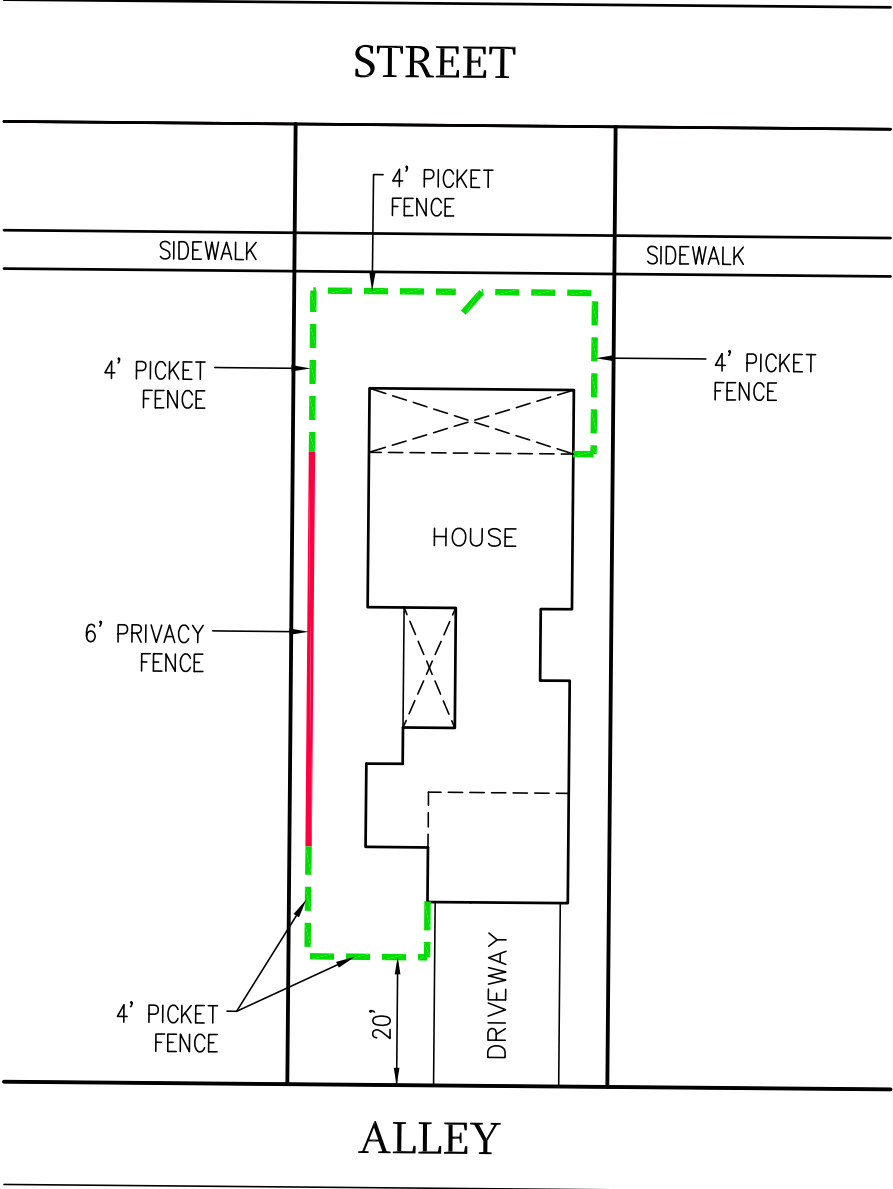 STREET
4' PICKET
FENCE
SIDEWALK
SIDEWALK
4' PICKET
FENCE
4' PICKET
FENCE
HOUSE
6' PRIVACY
FENCE
4' PICKET
FENCE
20'
DRIVEWAY
ALLEY